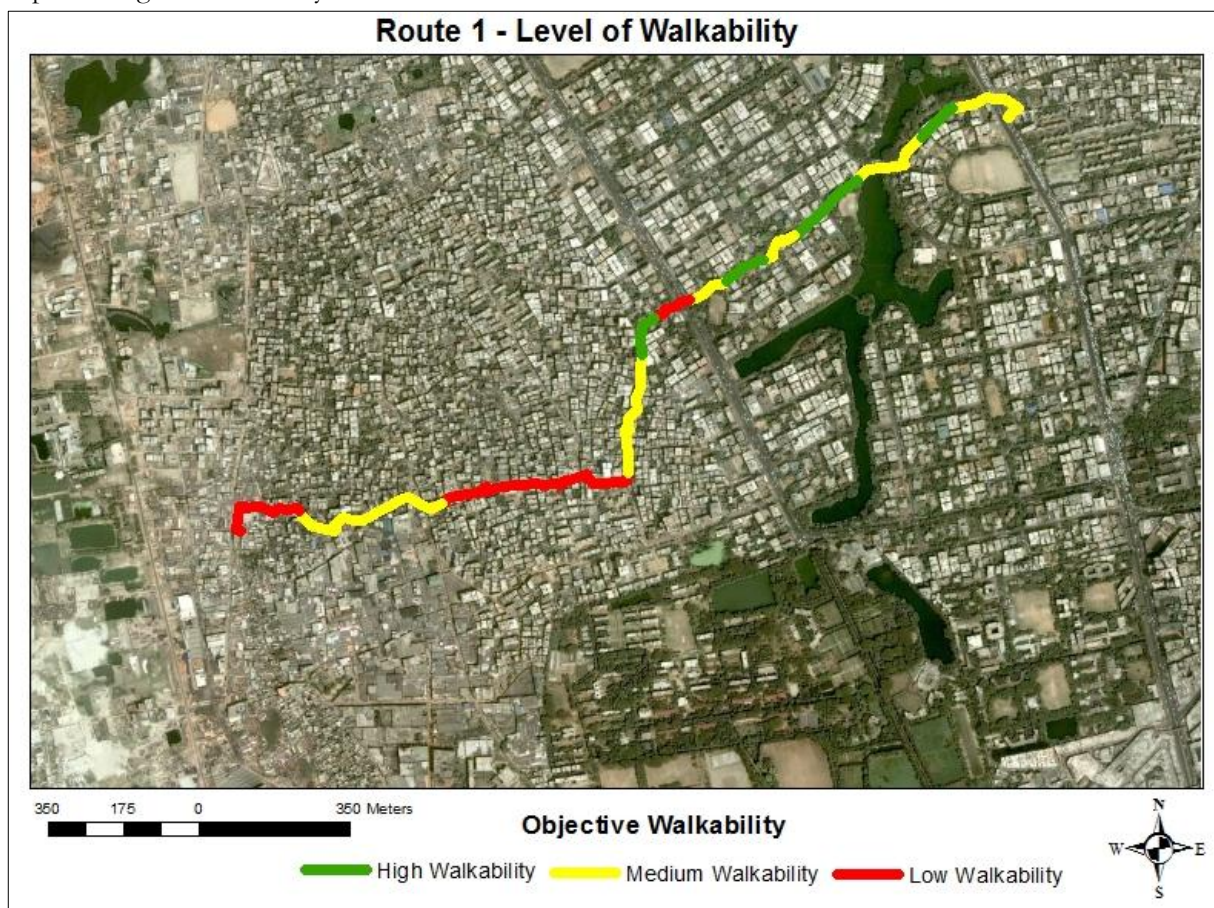 Route 1 - Level of Walkability
350 175 0 350 Meters
Objective Walkability
High Walkability Medium Walkability Low Walkability
N
W E
S